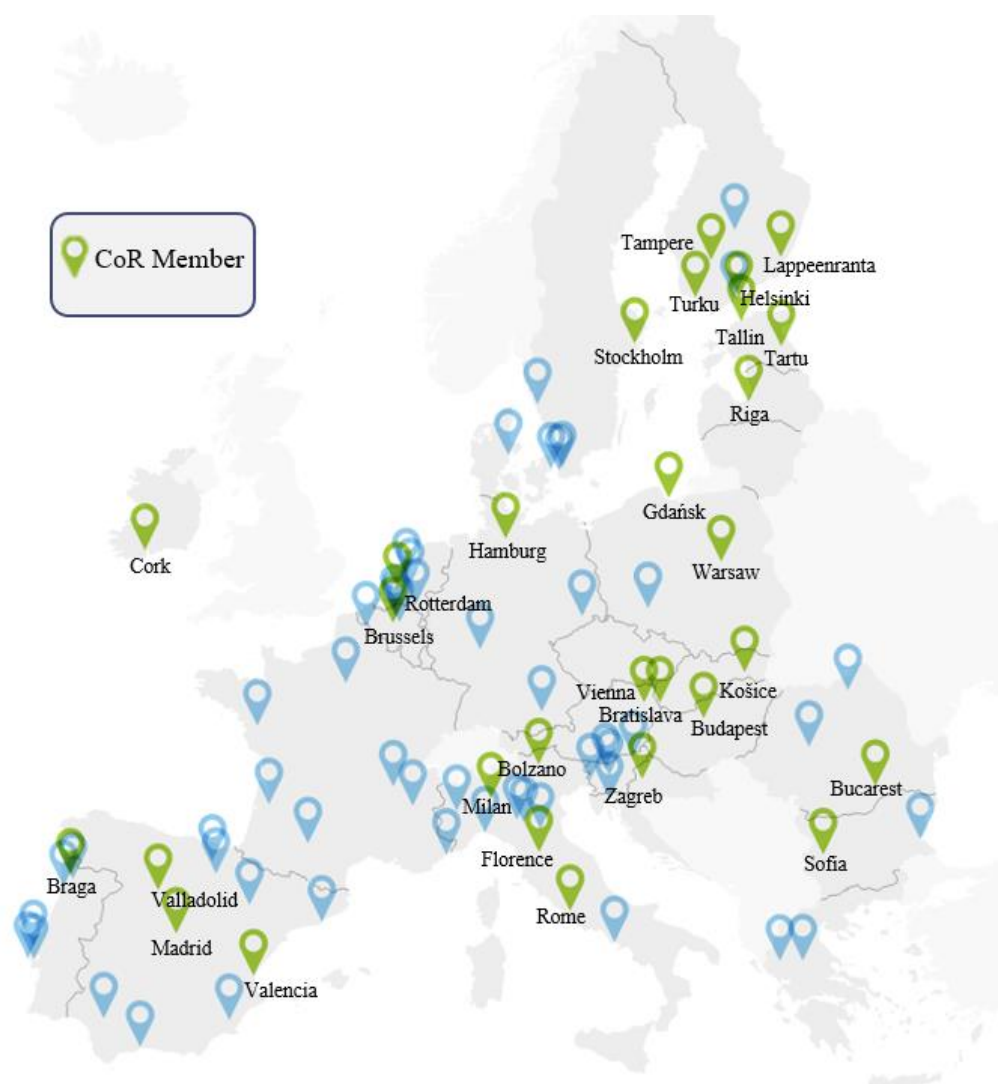 CoR Member
Tampere
Lappeenranta
Turku
Helsinki
Tallin
Stockholm
Tartu
Riga
Gdańsk
Hamburg
Cork
Warsaw
Rotterdam
Brussels
Vienna
Košice
Bratislava
Budapest
Bolzano
Bucarest
Milan
Zagreb
Florence
Sofia
Braga
Valladolid
Rome
Madrid
Valencia